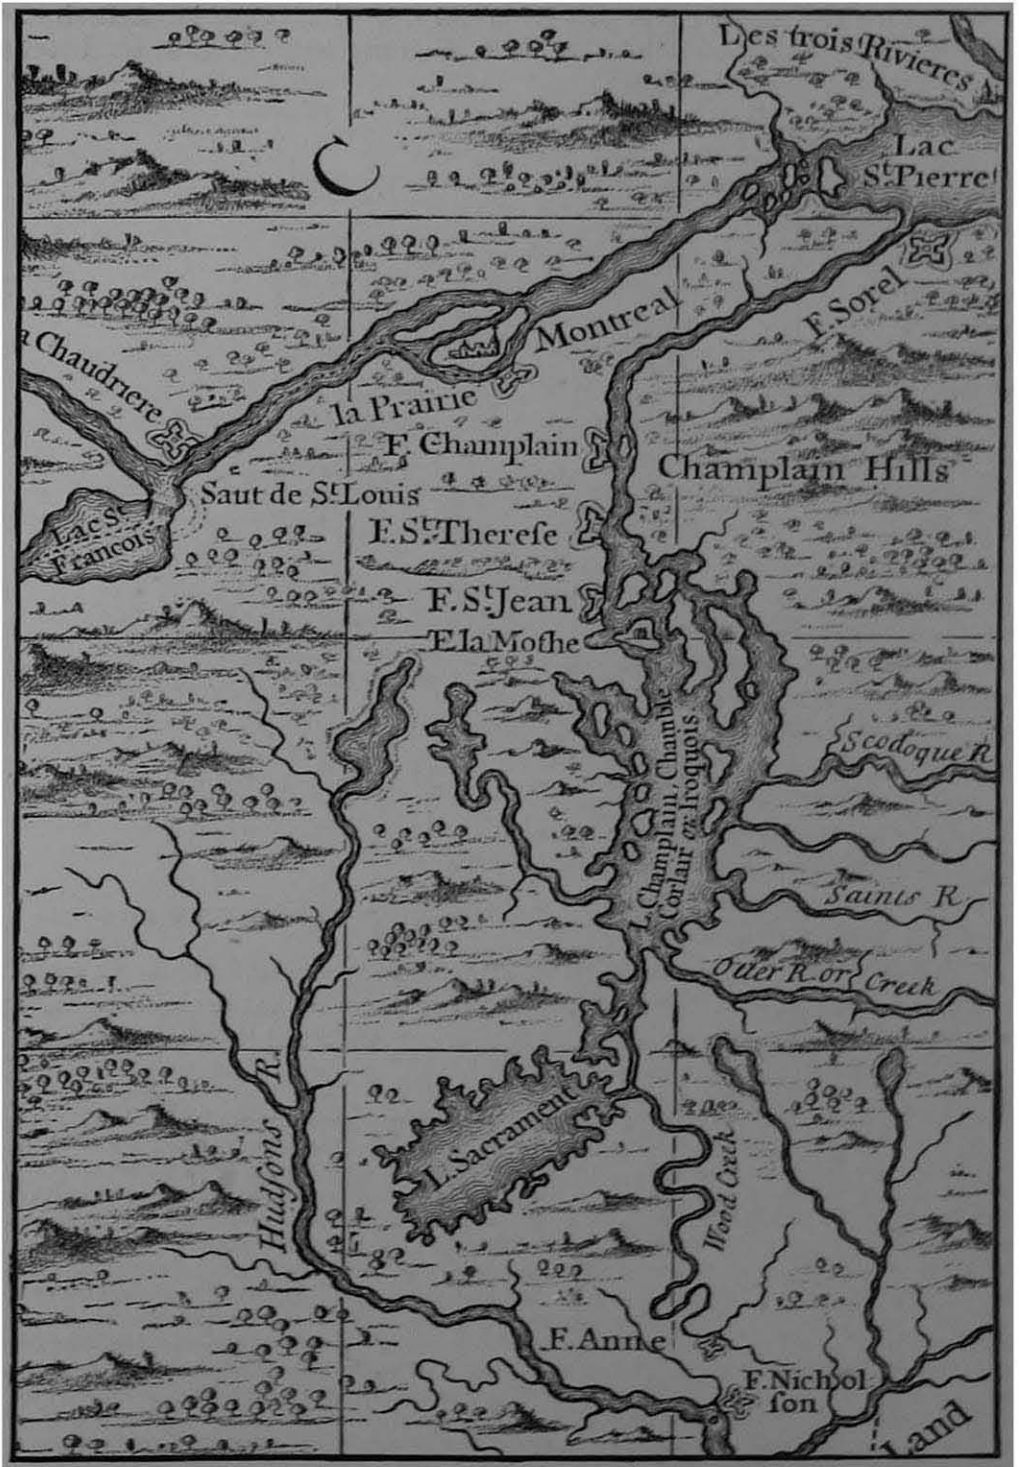 Les trois Rivieres
Lac
St. Pierre
F. Sorel
Montreal
la Chaudriere
la Prairie
F. Champlain
Champlain Hills
Saut de St. Louis
Lac St.
Francois
F. St. Therese
F. St. Jean
F. la Mothe
L. Champlain, Chamble
Corlair or Iroquois
Scodoque R
Saints R.
Otter R. or Creek
Hudsons R.
L. Sacrament
Wood Creek
F. Anne
F. Nichol
son
Land